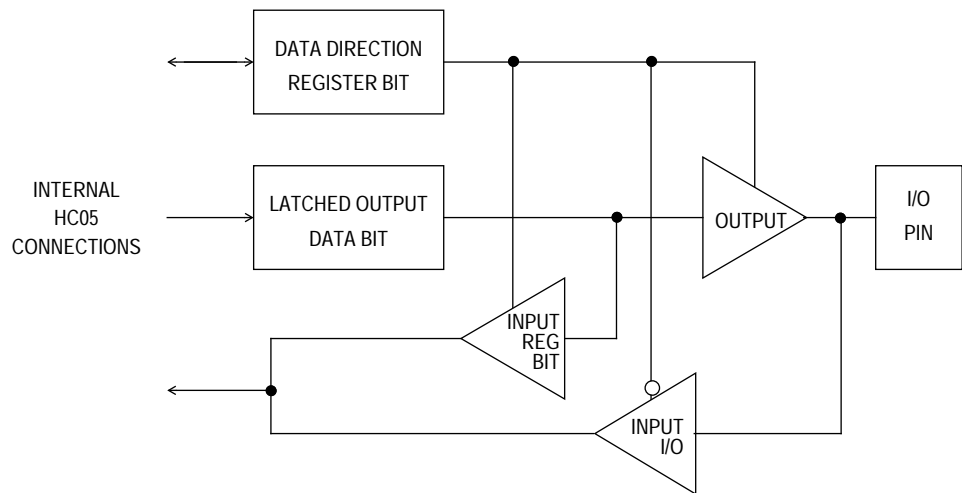 DATA DIRECTION
REGISTER BIT
INTERNAL
HC05
CONNECTIONS
LATCHED OUTPUT
DATA BIT
OUTPUT
I/O
PIN
INPUT
REG
BIT
INPUT
I/O